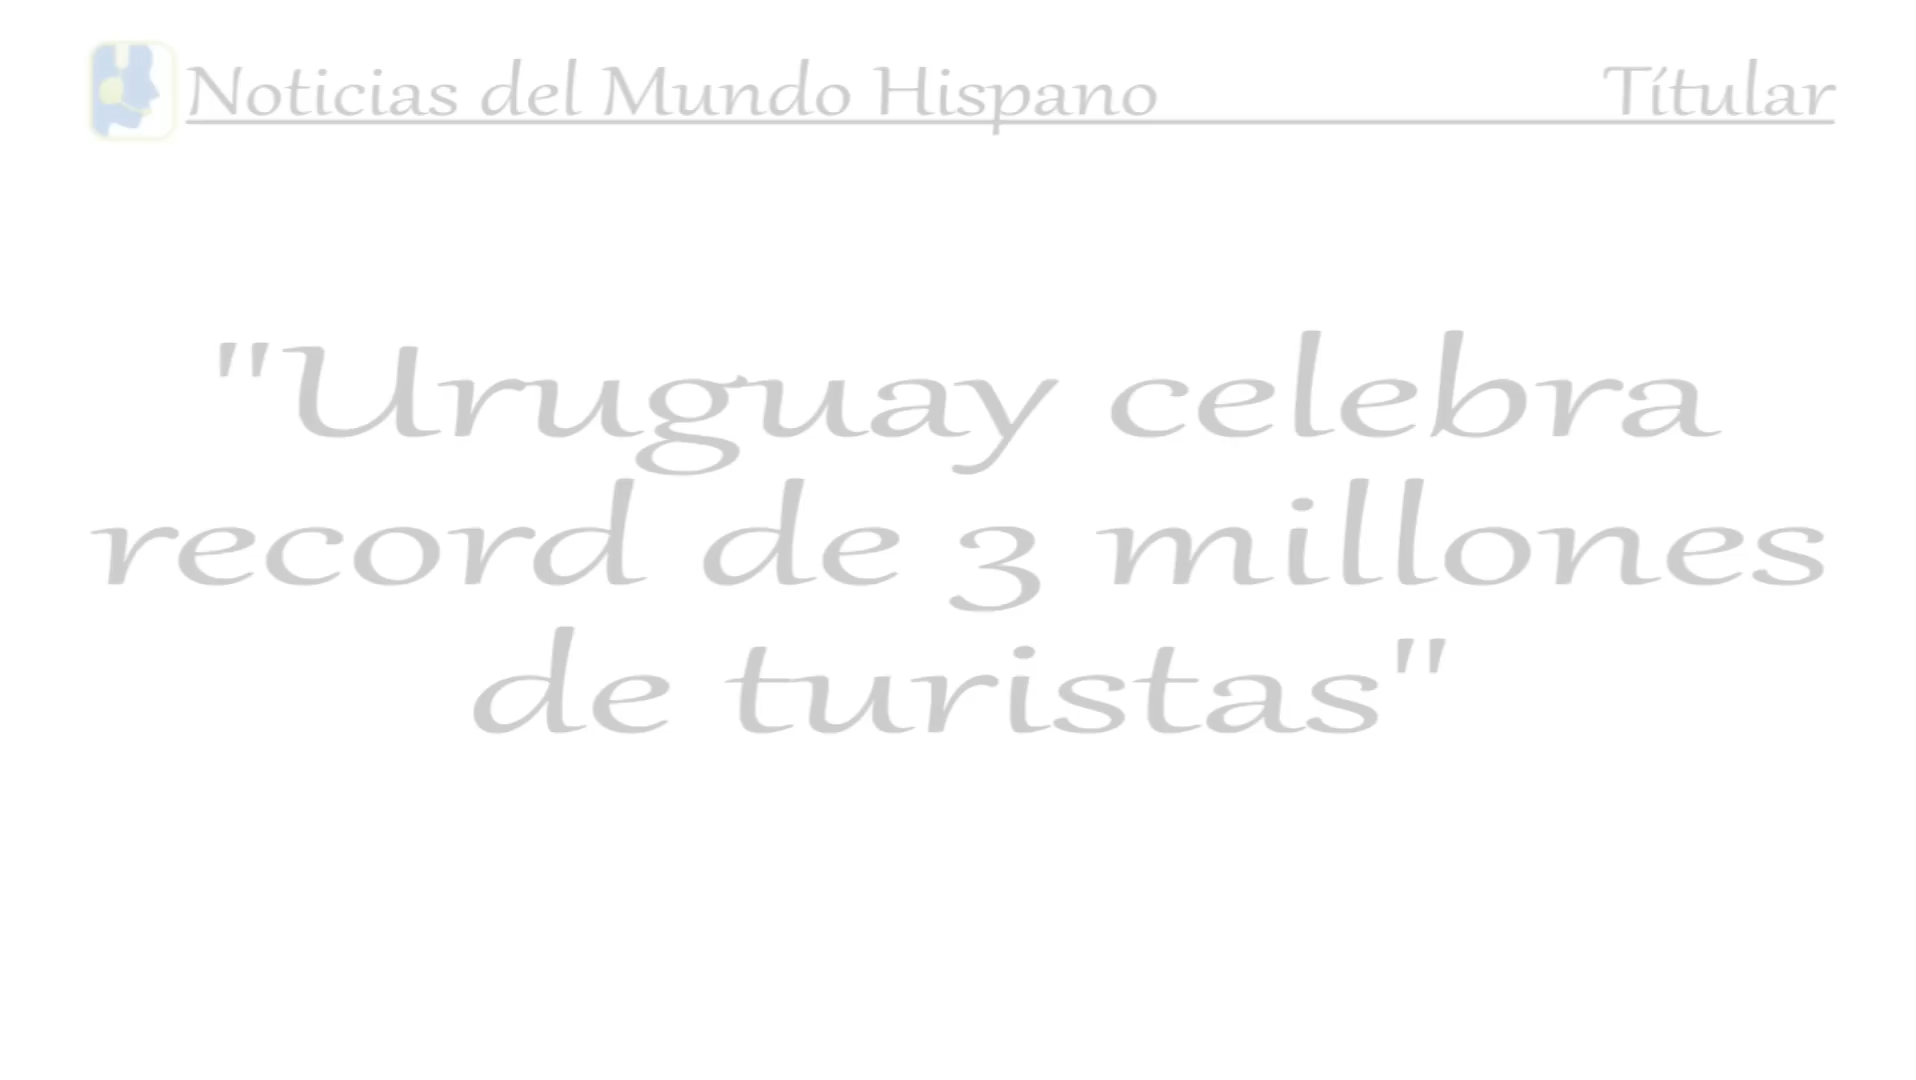 Noticias del Mundo Hispano Títular
"Uruguay celebra
record de 3 millones
de turistas"